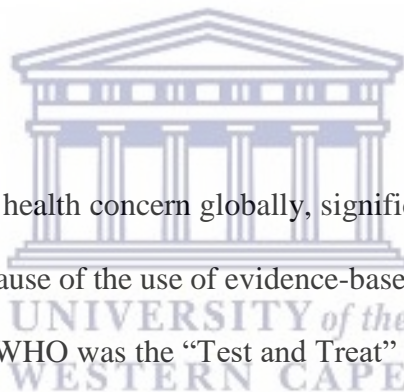 health concern globally, signific
ause of the use of evidence-base
UNIVERSITY of the
WHO was the “Test and Treat”
WESTERN CAPE